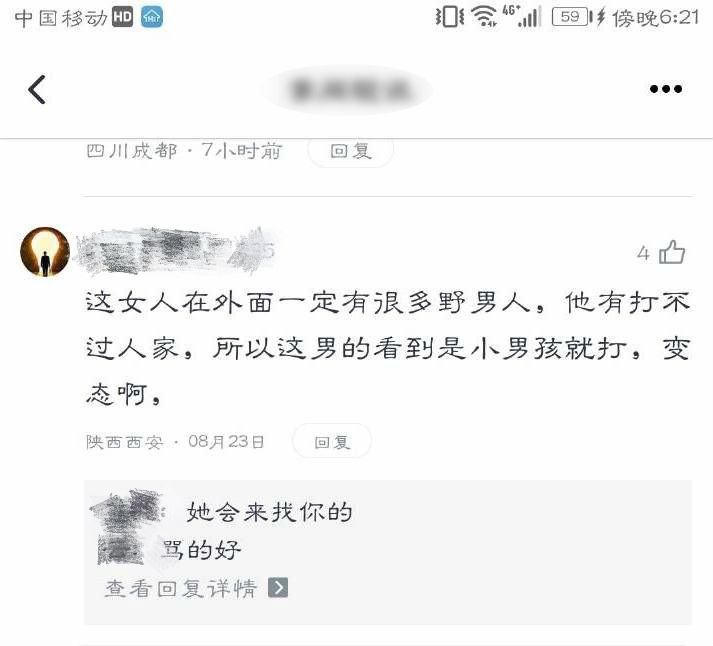 中国移动 HD 4G+ 59 傍晚6:21
四川成都 · 7小时前 回复
4
这女人在外面一定有很多野男人，他有打不
过人家，所以这男的看到是小男孩就打，变
态啊，
陕西西安 · 08月23日 回复
她会来找你的
骂的好
查看回复详情